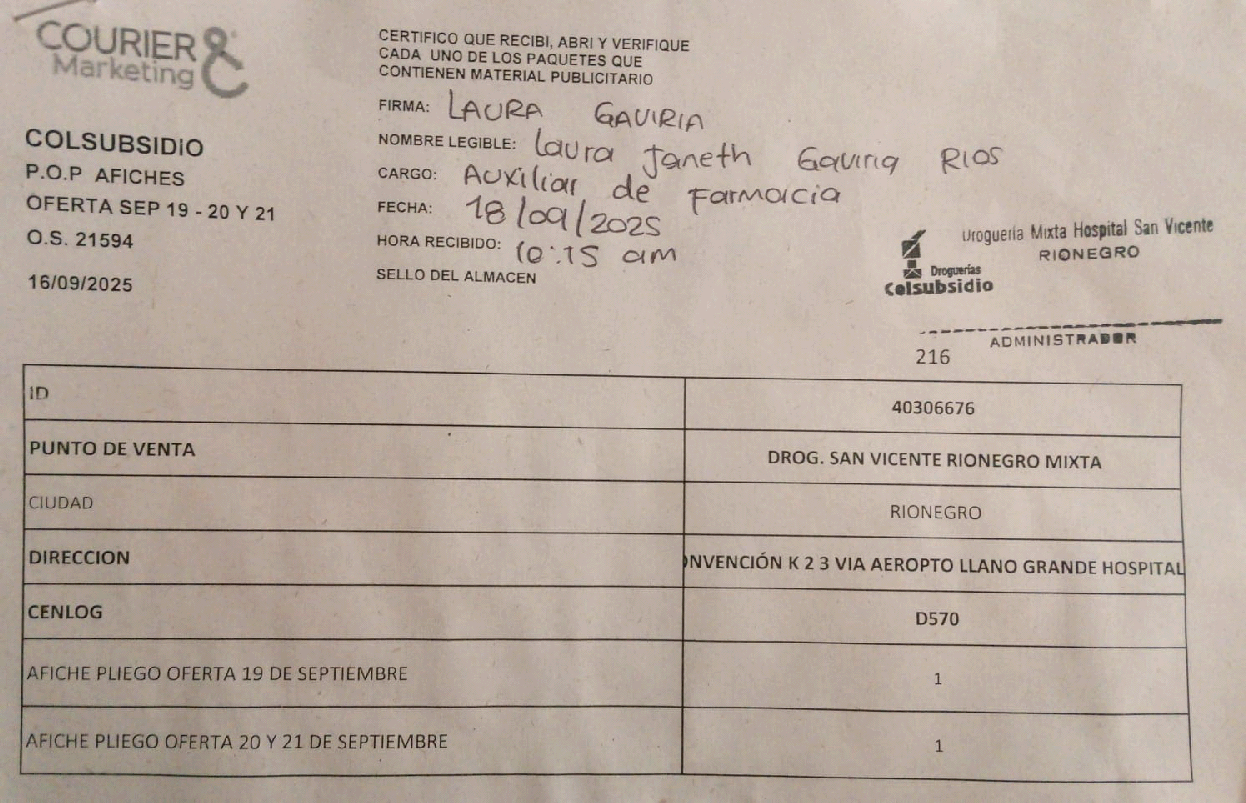 COURIER &
Marketing
COLSUBSIDIO
P.O.P AFICHES
OFERTA SEP 19 - 20 Y 21
O.S. 21594
16/09/2025
CERTIFICO QUE RECIBI, ABRI Y VERIFIQUE
CADA UNO DE LOS PAQUETES QUE
CONTIENEN MATERIAL PUBLICITARIO
FIRMA: LAURA GAVIRIA
NOMBRE LEGIBLE: Laura Janeth Gaviria RIOS
CARGO: Auxiliar de Farmacia
FECHA: 18/09/2025
HORA RECIBIDO: 10:15 am
SELLO DEL ALMACEN
Droguería Mixta Hospital San Vicente
RIONEGRO
Droguerías
Colsubsidio
ADMINISTRADOR
216
ID 40306676
PUNTO DE VENTA DROG. SAN VICENTE RIONEGRO MIXTA
CIUDAD RIONEGRO
DIRECCION ONVENCIÓN K 2 3 VIA AEROPTO LLANO GRANDE HOSPITAL
CENLOG D570
AFICHE PLIEGO OFERTA 19 DE SEPTIEMBRE 1
AFICHE PLIEGO OFERTA 20 Y 21 DE SEPTIEMBRE 1